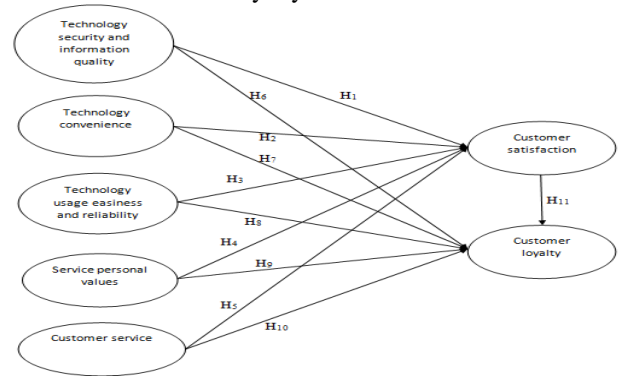 Technology
security and
information
quality
H1
H6
Technology
convenience
H2
H7
Customer
satisfaction
Technology
usage easiness
and reliability
H3
H8
H11
H4
Customer
loyalty
Service personal
values
H9
H5
Customer service
H10